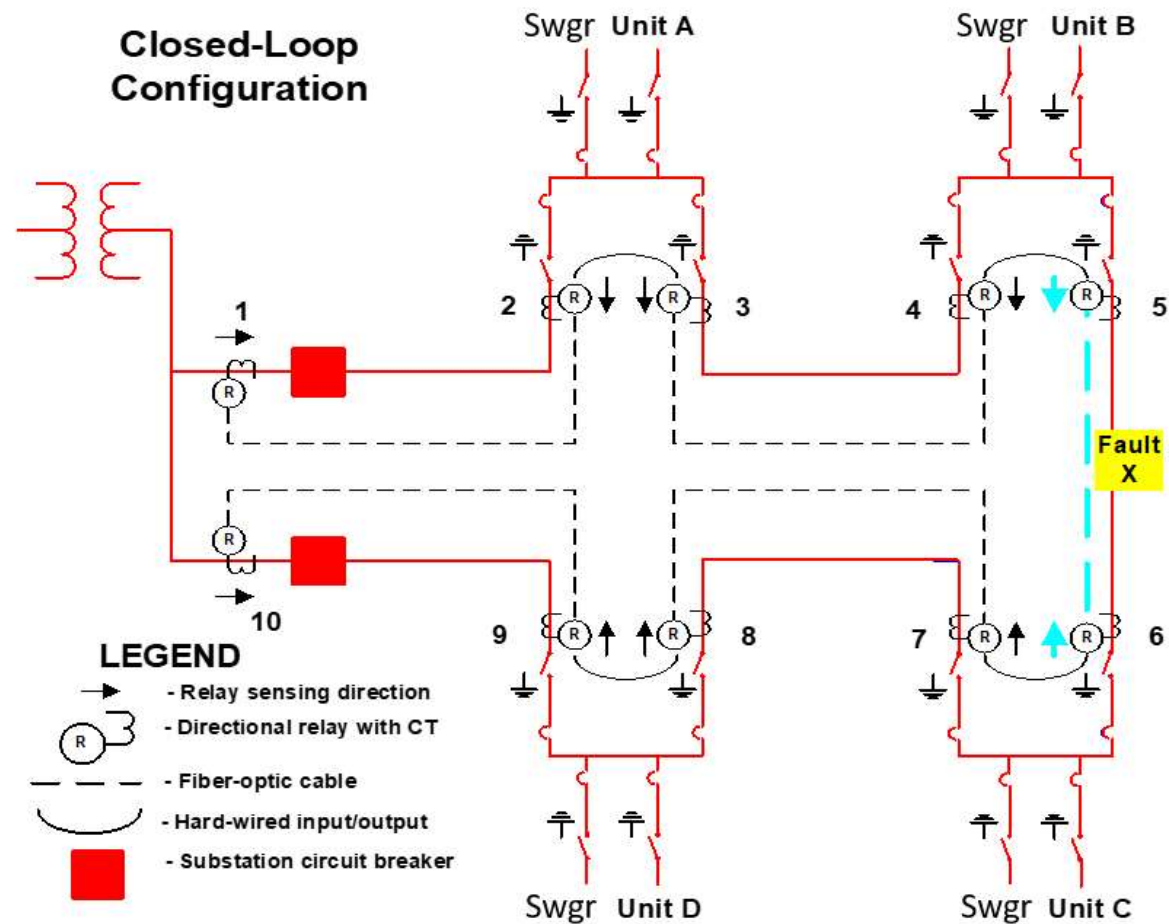 Closed-Loop
Configuration
Swgr Unit A
Swgr Unit B
1
2
R
R
3
4
R
R
5
R
Fault
X
R
10
9
R
R
8
7
R
R
6
LEGEND
- Relay sensing direction
R
- Directional relay with CT
- Fiber-optic cable
- Hard-wired input/output
- Substation circuit breaker
Swgr Unit D
Swgr Unit C